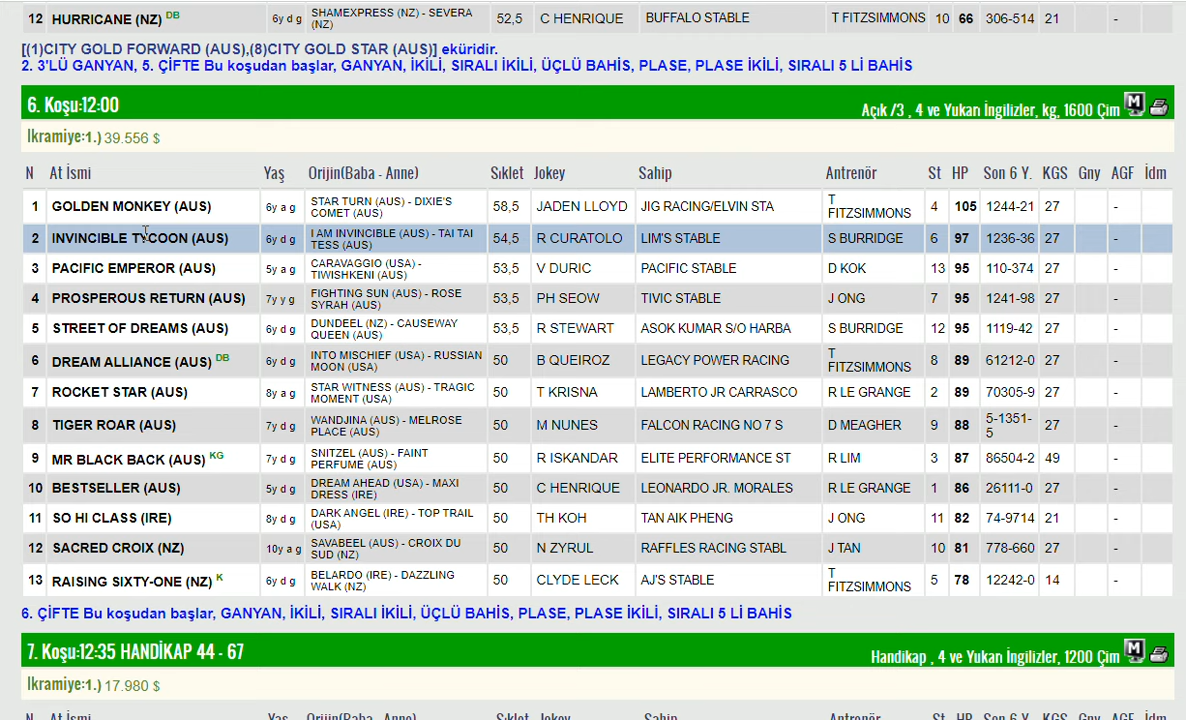 12 HURRICANE (NZ) DB 6y d g SHAMEXPRESS (NZ) - SEVERA (NZ) 52,5 C HENRIQUE BUFFALO STABLE T FITZSIMMONS 10 66 306-514 21 -
[(1)CITY GOLD FORWARD (AUS),(8)CITY GOLD STAR (AUS)] eküridir.
2. 3'LÜ GANYAN, 5. ÇİFTE Bu koşudan başlar, GANYAN, İKİLİ, SIRALI İKİLİ, ÜÇLÜ BAHİS, PLASE, PLASE İKİLİ, SIRALI 5 Lİ BAHİS
6. Koşu:12:00 Açık /3 , 4 ve Yukarı İngilizler, kg, 1600 Çim M
İkramiye:1.) 39.556 $
N At İsmi Yaş Orijin(Baba - Anne) Sıklet Jokey Sahip Antrenör St HP Son 6 Y. KGS Gny AGF İdm
1 GOLDEN MONKEY (AUS) 6y a g STAR TURN (AUS) - DIXIE'S COMET (AUS) 58,5 JADEN LLOYD JIG RACING/ELVIN STA T FITZSIMMONS 4 105 1244-21 27 -
2 INVINCIBLE TYCOON (AUS) 6y d g I AM INVINCIBLE (AUS) - TAI TAI TESS (AUS) 54,5 R CURATOLO LIM'S STABLE S BURRIDGE 6 97 1236-36 27 -
3 PACIFIC EMPEROR (AUS) 5y a g CARAVAGGIO (USA) - TIWISHKENI (AUS) 53,5 V DURIC PACIFIC STABLE D KOK 13 95 110-374 27 -
4 PROSPEROUS RETURN (AUS) 7y y g FIGHTING SUN (AUS) - ROSE SYRAH (AUS) 53,5 PH SEOW TIVIC STABLE J ONG 7 95 1241-98 27 -
5 STREET OF DREAMS (AUS) 6y d g DUNDEEL (NZ) - CAUSEWAY QUEEN (AUS) 53,5 R STEWART ASOK KUMAR S/O HARBA S BURRIDGE 12 95 1119-42 27 -
6 DREAM ALLIANCE (AUS) DB 6y d g INTO MISCHIEF (USA) - RUSSIAN MOON (USA) 50 B QUEIROZ LEGACY POWER RACING T FITZSIMMONS 8 89 61212-0 27 -
7 ROCKET STAR (AUS) 8y a g STAR WITNESS (AUS) - TRAGIC MOMENT (USA) 50 T KRISNA LAMBERTO JR CARRASCO R LE GRANGE 2 89 70305-9 27 -
8 TIGER ROAR (AUS) 7y d g WANDJINA (AUS) - MELROSE PLACE (AUS) 50 M NUNES FALCON RACING NO 7 S D MEAGHER 9 88 5-1351-5 27 -
9 MR BLACK BACK (AUS) KG 7y d g SNITZEL (AUS) - FAINT PERFUME (AUS) 50 R ISKANDAR ELITE PERFORMANCE ST R LIM 3 87 86504-2 49 -
10 BESTSELLER (AUS) 5y d g DREAM AHEAD (USA) - MAXI DRESS (IRE) 50 C HENRIQUE LEONARDO JR. MORALES R LE GRANGE 1 86 26111-0 27 -
11 SO HI CLASS (IRE) 8y d g DARK ANGEL (IRE) - TOP TRAIL (USA) 50 TH KOH TAN AIK PHENG J ONG 11 82 74-9714 21 -
12 SACRED CROIX (NZ) 10y a g SAVABEEL (AUS) - CROIX DU SUD (NZ) 50 N ZYRUL RAFFLES RACING STABL J TAN 10 81 778-660 27 -
13 RAISING SIXTY-ONE (NZ) K 6y d g BELARDO (IRE) - DAZZLING WALK (NZ) 50 CLYDE LECK AJ'S STABLE T FITZSIMMONS 5 78 12242-0 14 -
6. ÇİFTE Bu koşudan başlar, GANYAN, İKİLİ, SIRALI İKİLİ, ÜÇLÜ BAHİS, PLASE, PLASE İKİLİ, SIRALI 5 Lİ BAHİS
7. Koşu:12:35 HANDİKAP 44 - 67 Handikap , 4 ve Yukarı İngilizler, 1200 Çim M
İkramiye:1.) 17.980 $
N At İsmi Yaş Orijin(Baba - Anne) Sıklet Jokey Sahip Antrenör St HP Son 6 Y. KGS Gny AGF İdm